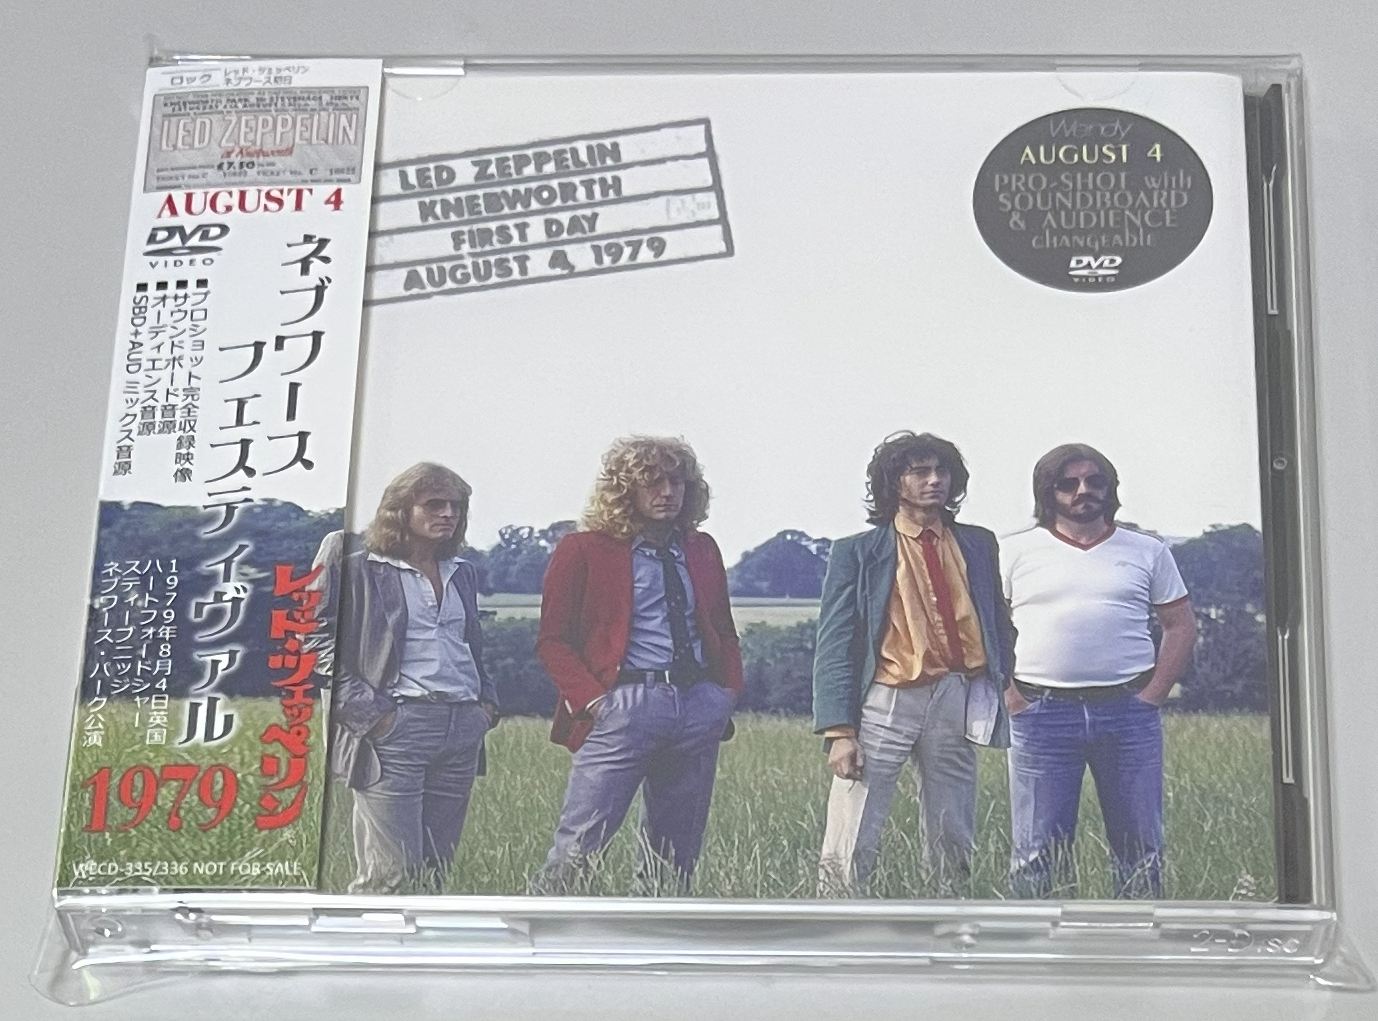 ロック
レッド・ツェッペリン
ネブワース初日
LED ZEPPELIN
£7.50
AUGUST 4
DVD
VIDEO
ネブワース
フェスティヴァル
■プロショット完全収録映像
■サウンドボード音源
■オーディエンス音源
■SBD+AUD ミックス音源
レッド・ツェッペリン
1979年8月4日英国
ハートフォードシャー
スティーブニッジ
ネブワース・パーク公演
1979
WECD-335/336 NOT FOR SALE
LED ZEPPELIN
KNEBWORTH
FIRST DAY
AUGUST 4, 1979
Wendy
AUGUST 4
PRO-SHOT with
SOUNDBOARD
& AUDIENCE
changeable
DVD
VIDEO
2-Disc